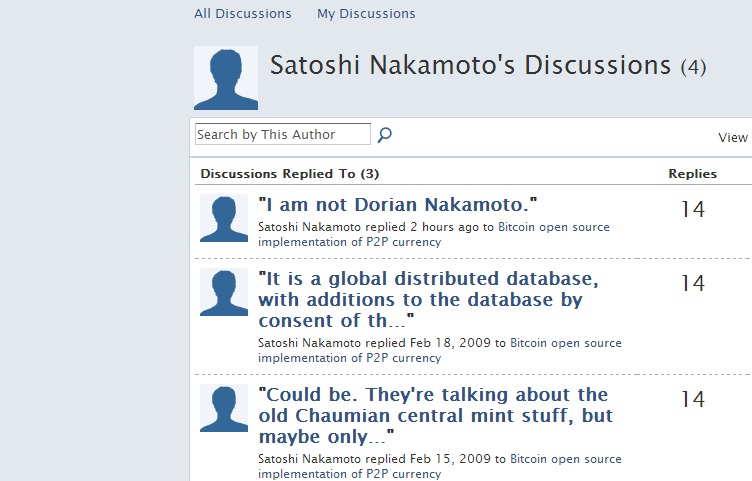 All Discussions My Discussions
Satoshi Nakamoto's Discussions (4)
Search by This Author
View
Discussions Replied To (3) Replies
"I am not Dorian Nakamoto." 14
Satoshi Nakamoto replied 2 hours ago to Bitcoin open source
implementation of P2P currency
"It is a global distributed database, 14
with additions to the database by
consent of th..."
Satoshi Nakamoto replied Feb 18, 2009 to Bitcoin open source
implementation of P2P currency
"Could be. They're talking about the 14
old Chaumian central mint stuff, but
maybe only..."
Satoshi Nakamoto replied Feb 15, 2009 to Bitcoin open source
implementation of P2P currency